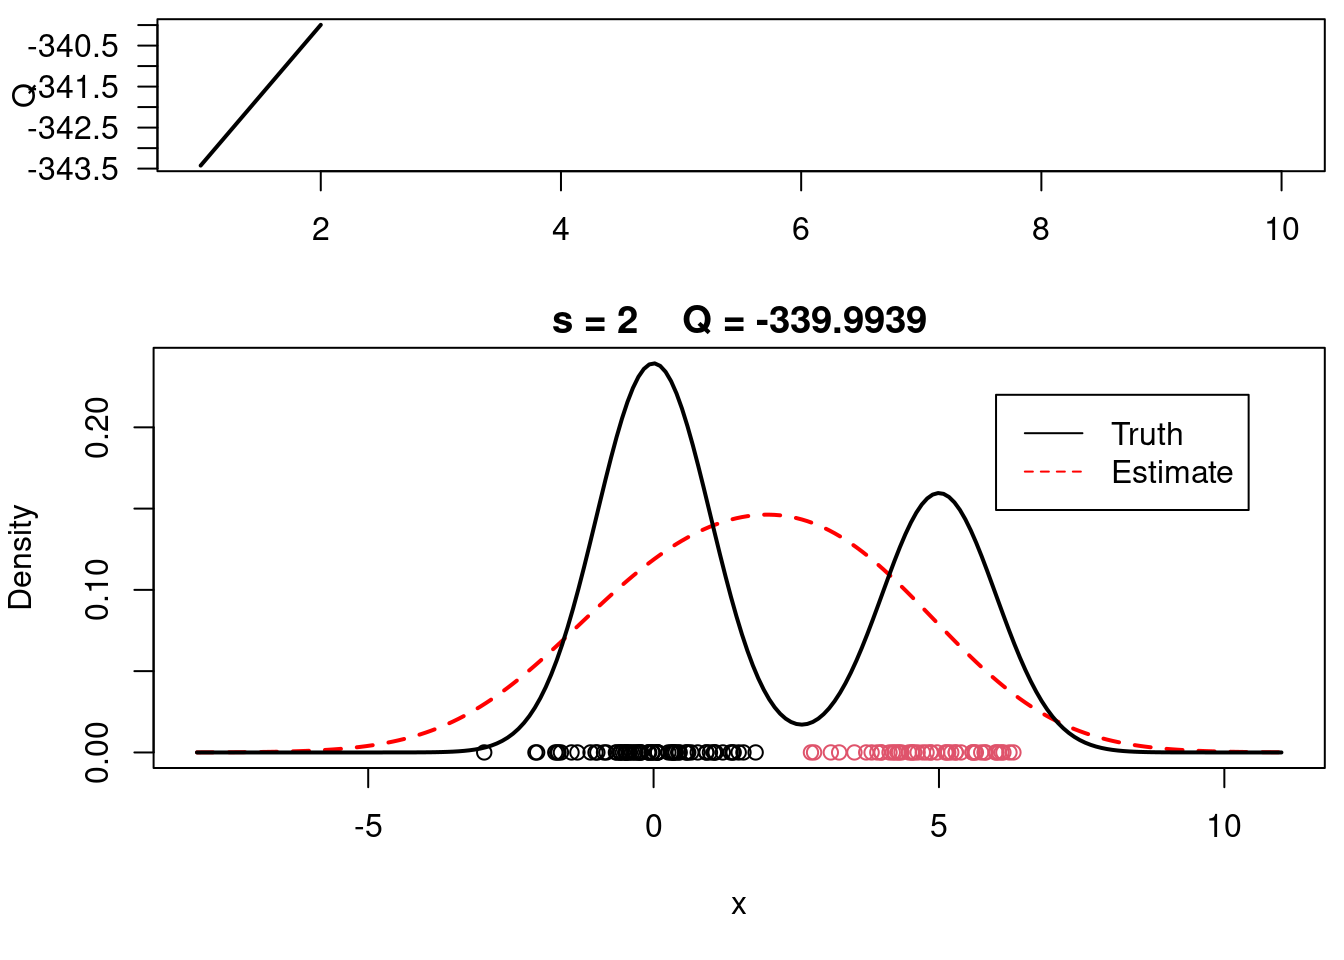 Q
-340.5
-341.5
-342.5
-343.5
2 4 6 8 10
s = 2 Q = -339.9939
Density
0.20
0.10
0.00
Truth
Estimate
-5 0 5 10
x